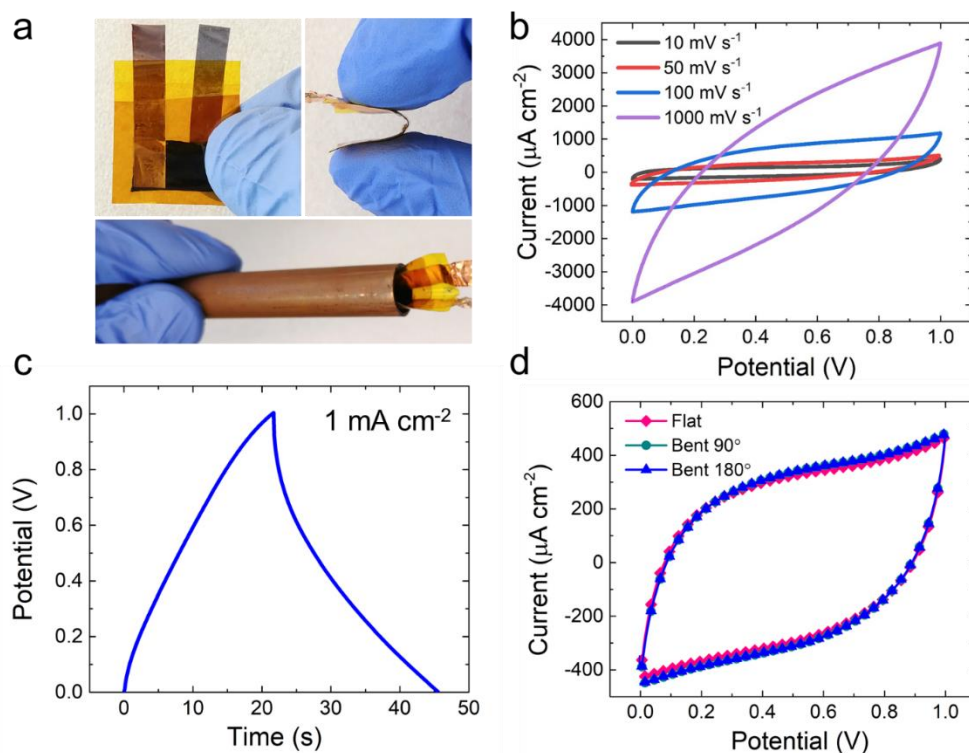 a
b
4000
3000
2000
1000
0
-1000
-2000
-3000
-4000
Current (µA cm-2)
10 mV s-1
50 mV s-1
100 mV s-1
1000 mV s-1
0.0 0.2 0.4 0.6 0.8 1.0
Potential (V)
c
1.0
0.8
0.6
0.4
0.2
0.0
Potential (V)
1 mA cm-2
0 10 20 30 40 50
Time (s)
d
600
400
200
0
-200
-400
Current (µA cm-2)
Flat
Bent 90°
Bent 180°
0.0 0.2 0.4 0.6 0.8 1.0
Potential (V)